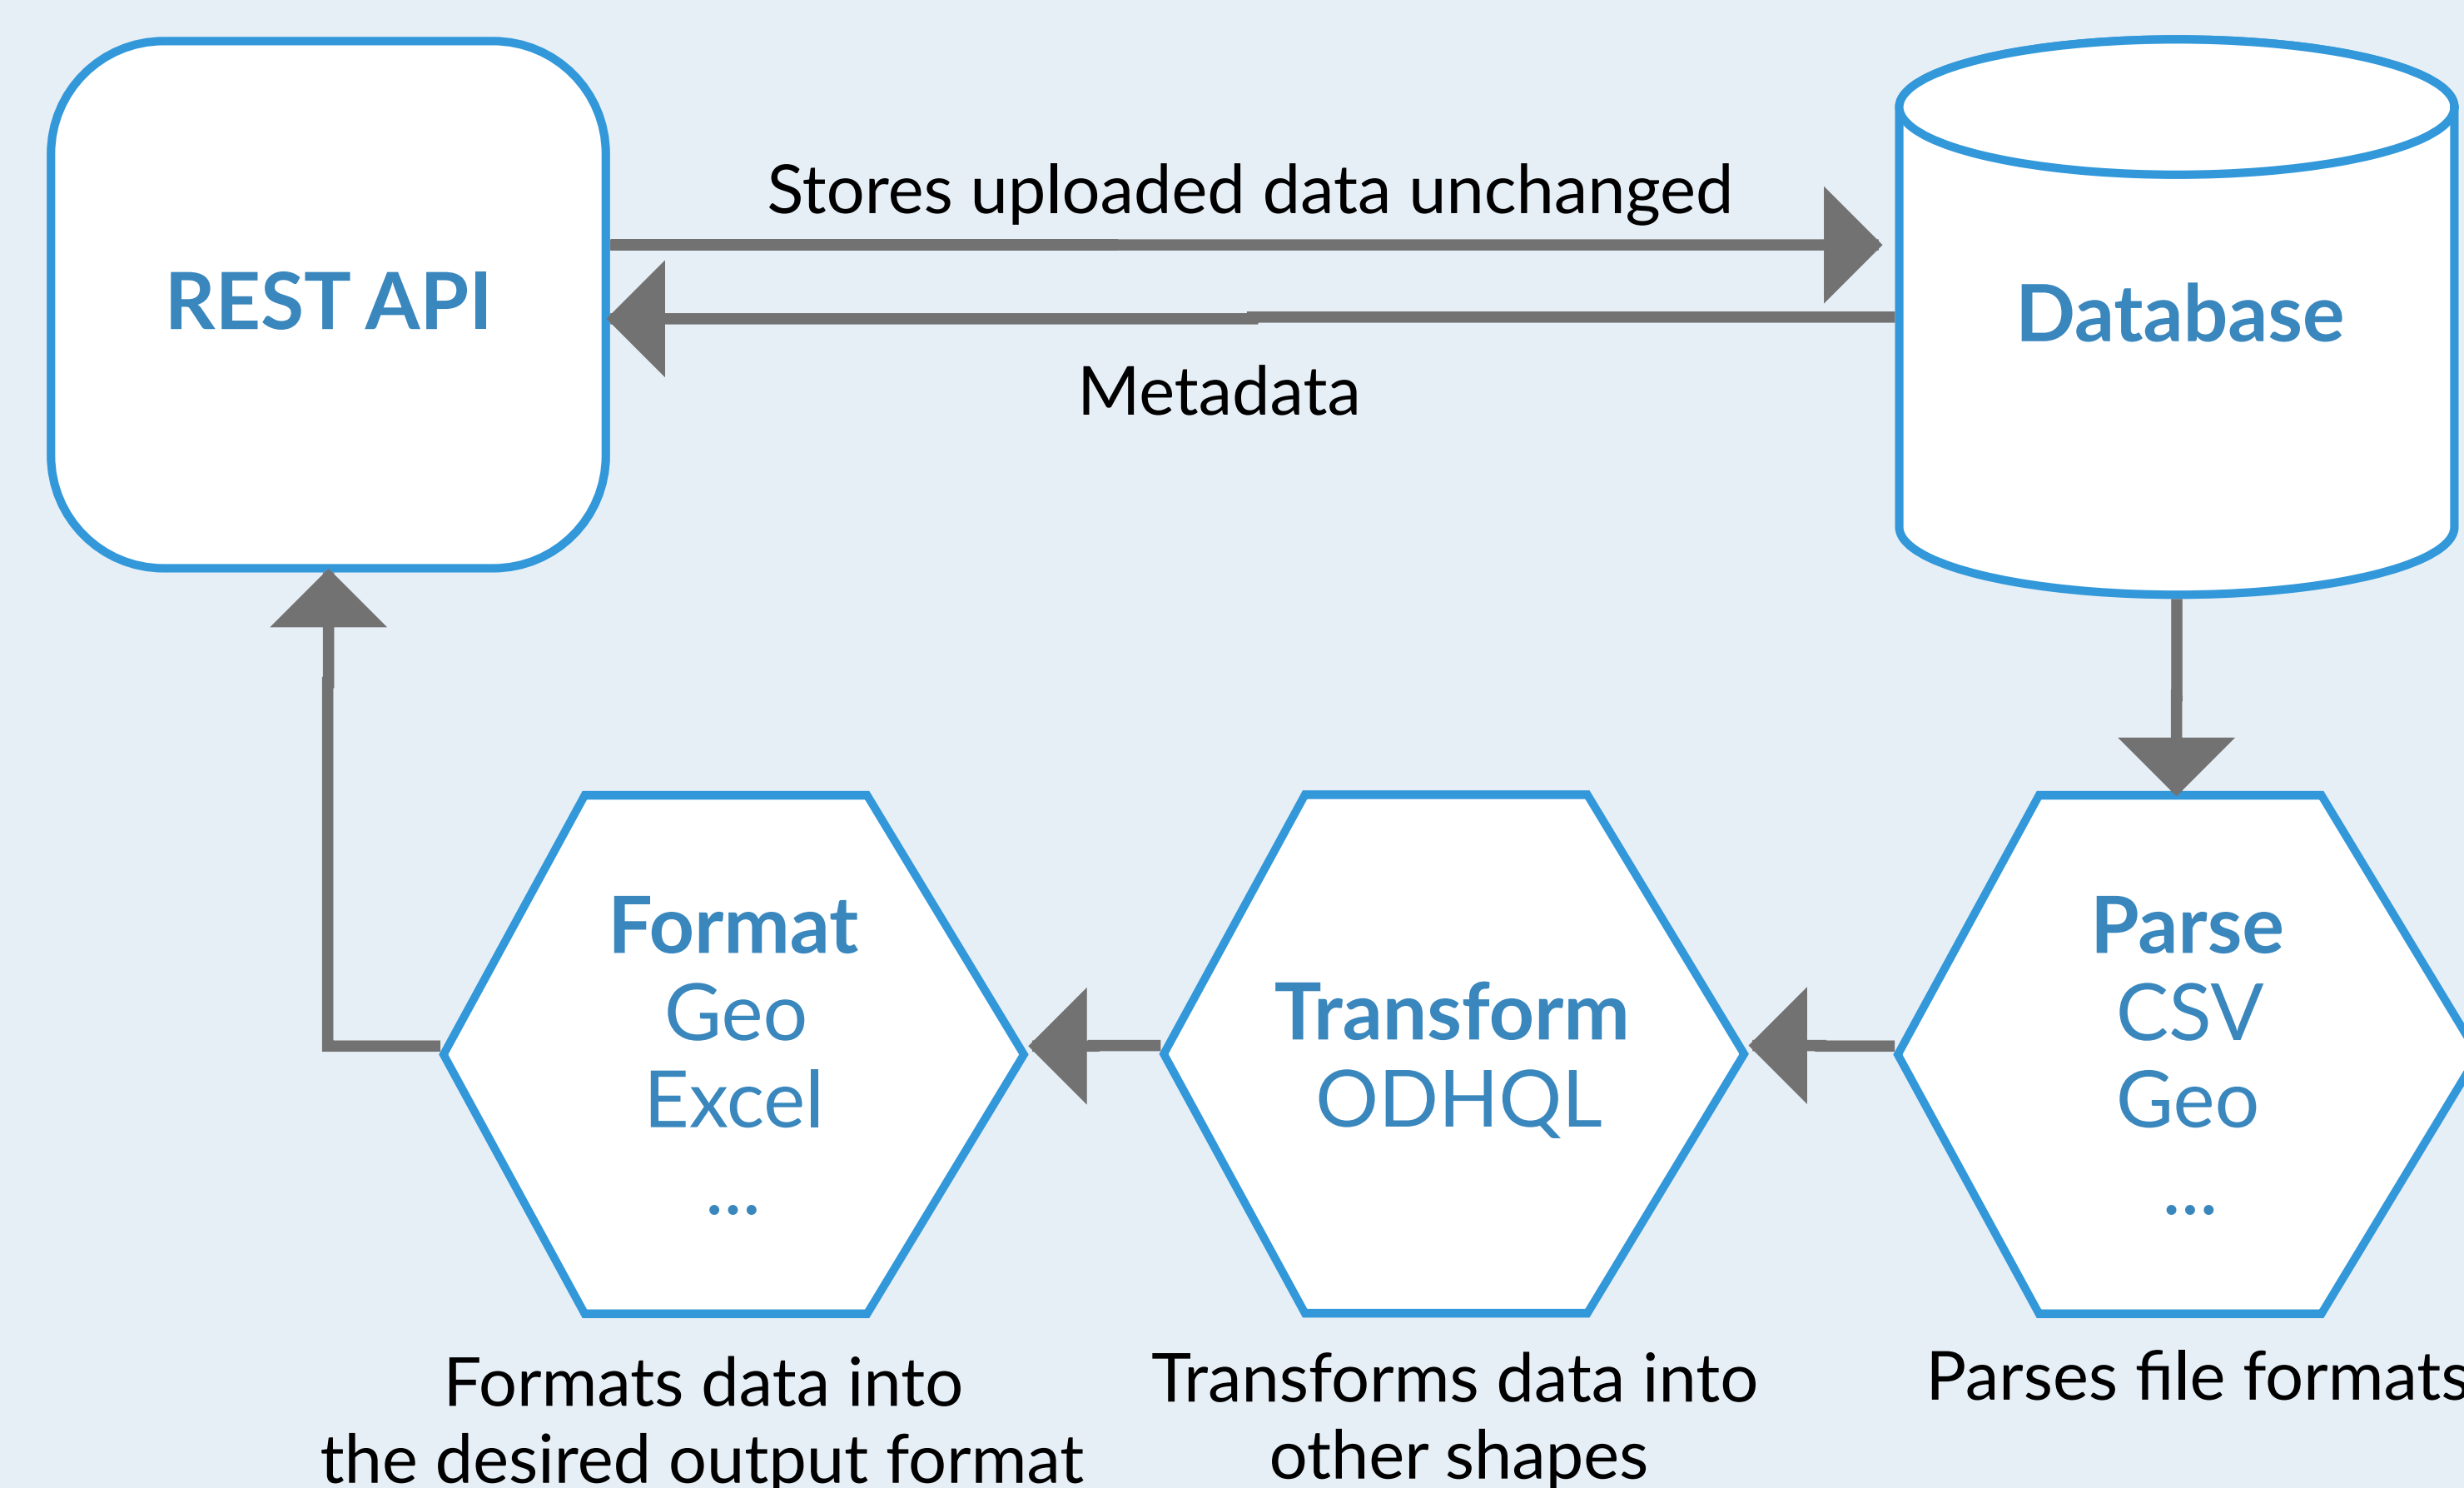 Stores uploaded data unchanged
REST API
Database
Metadata
Format
Geo
Excel
...
Transform
ODHQL
Parse
CSV
Geo
...
Formats data into
the desired output format
Transforms data into
other shapes
Parses file formats